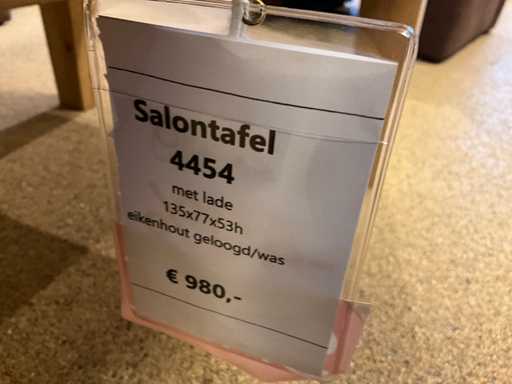 Salontafel
4454
met lade
135x77x53h
eikenhout geloogd/was
€ 980,-